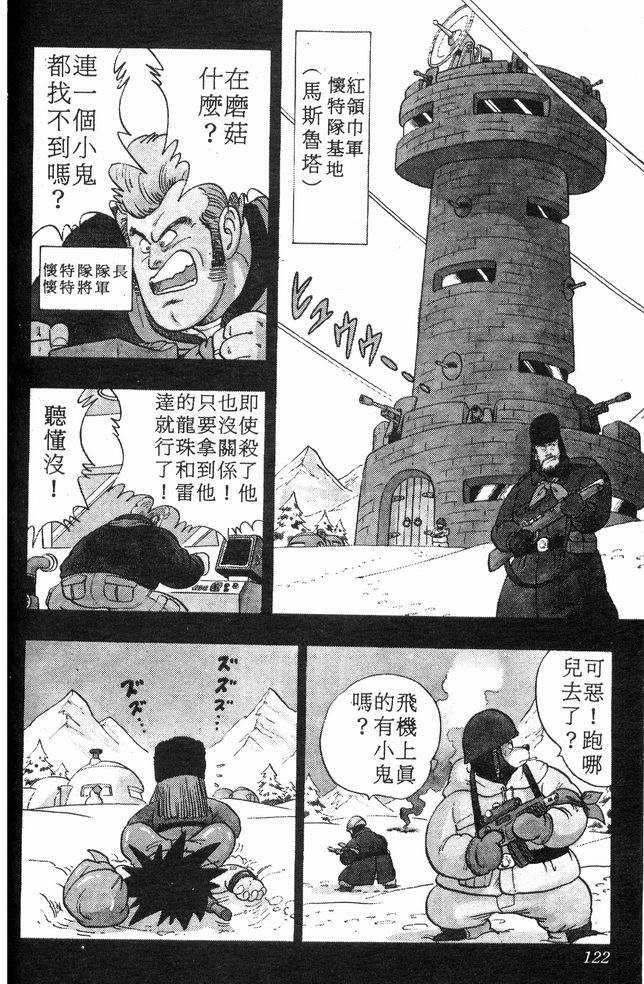 紅領巾軍
懷特隊基地
（馬斯魯塔）
ヒュウゥゥ…
在磨菇
什麼？
連一個小鬼
都找不到嗎？
懷特隊隊長
懷特將軍
即使殺了他
也沒關係！
只要拿到他
的龍珠和雷
達就行了！
聽懂沒！
可惡！跑哪
兒去了？
飛機上真
的有小鬼
嗎？
ズズズ…
ズズ…
122